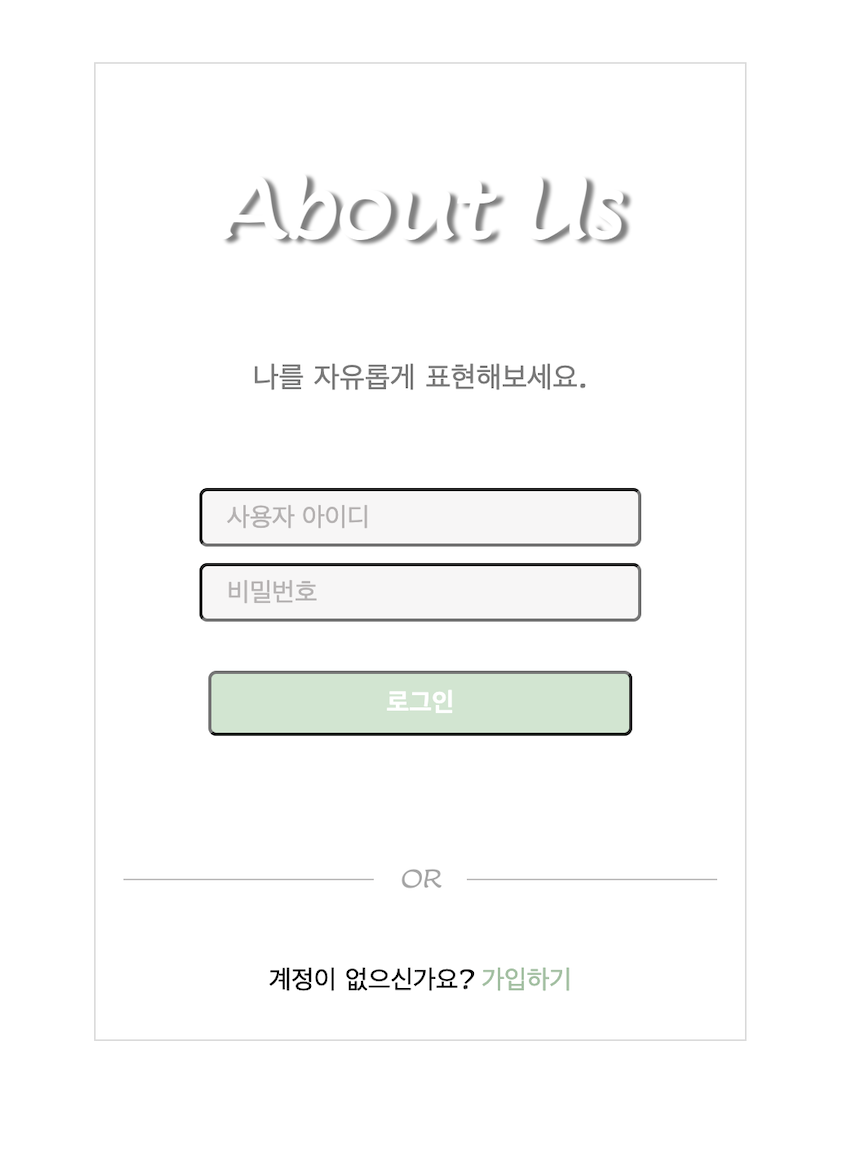 About Us
나를 자유롭게 표현해보세요.
사용자 아이디
비밀번호
로그인
OR
계정이 없으신가요? 가입하기